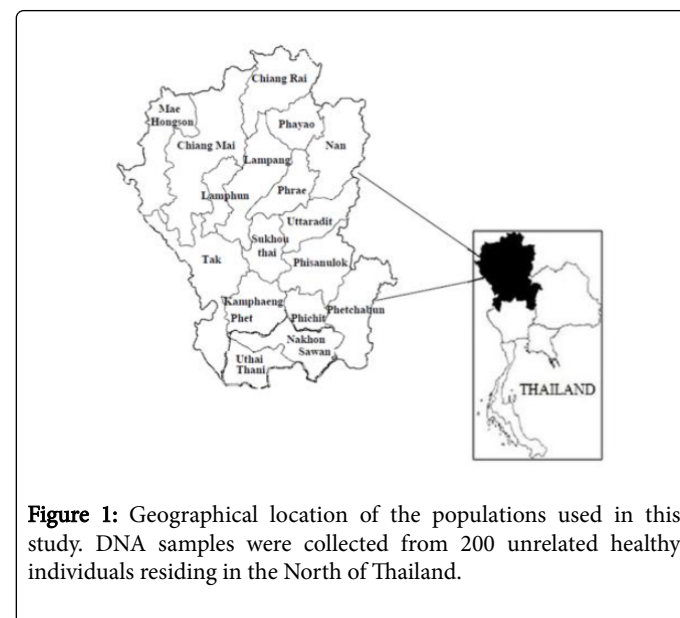 Chiang Rai
Mae
Hongson
Phayao
Chiang Mai
Nan
Lampang
Lamphun
Phrae
Uttaradit
Sukhou
thai
Tak
Phisanulok
Kamphaeng
Phet
Phichit
Phetchabun
Nakhon
Sawan
Uthai
Thani
THAILAND
Figure 1: Geographical location of the populations used in this
study. DNA samples were collected from 200 unrelated healthy
individuals residing in the North of Thailand.